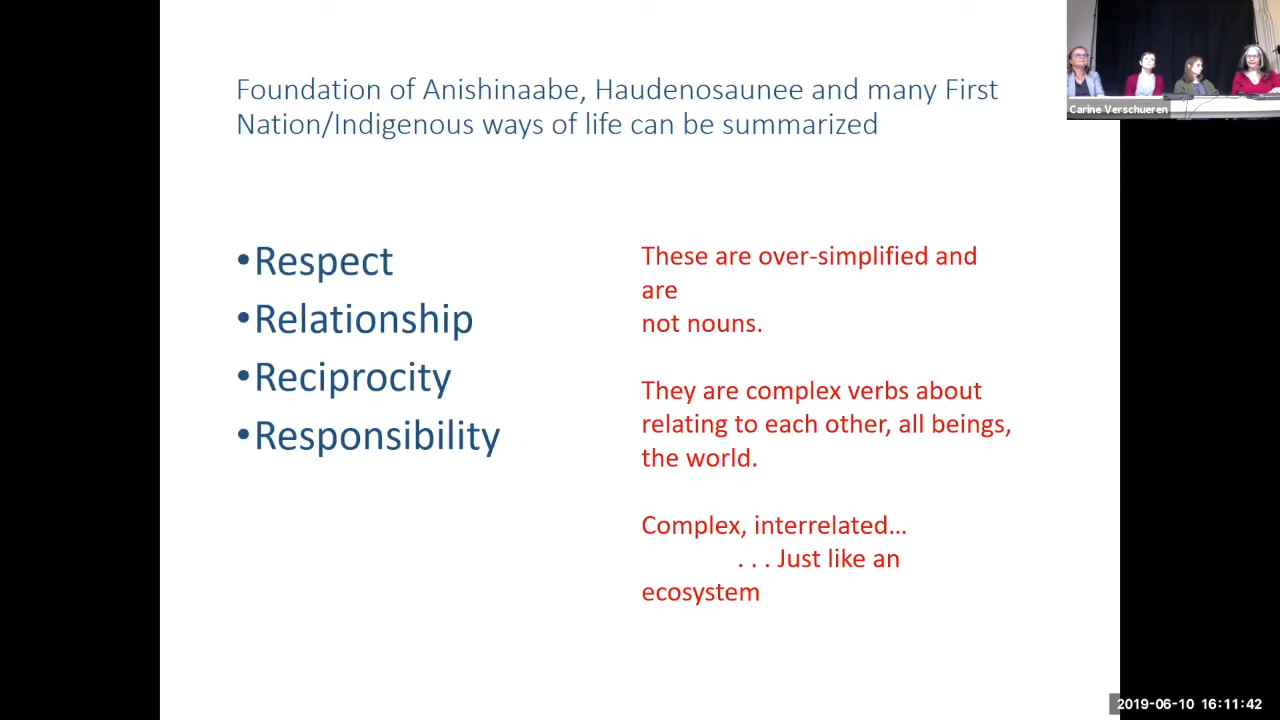 Foundation of Anishinaabe, Haudenosaunee and many First
Nation/Indigenous ways of life can be summarized
•Respect
•Relationship
•Reciprocity
•Responsibility
These are over-simplified and
are
not nouns.
They are complex verbs about
relating to each other, all beings,
the world.
Complex, interrelated...
. . . Just like an
ecosystem
Carine Verschueren
2019-06-10 16:11:42